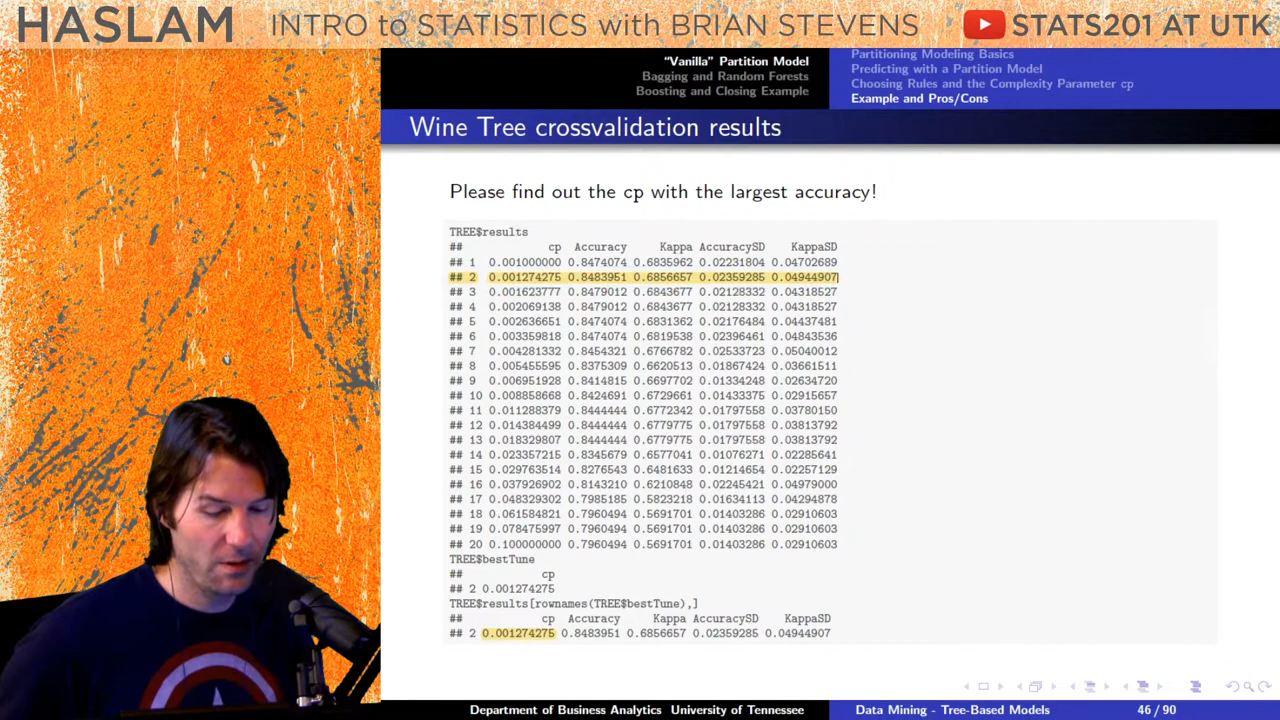 HASLAM INTRO to STATISTICS with BRIAN STEVENS STATS201 AT UTK
"Vanilla" Partition Model
Bagging and Random Forests
Boosting and Closing Example
Partitioning Modeling Basics
Predicting with a Partition Model
Choosing Rules and the Complexity Parameter cp
Example and Pros/Cons
Wine Tree crossvalidation results
Please find out the cp with the largest accuracy!
TREE$results
## cp Accuracy Kappa AccuracySD KappaSD
## 1 0.001000000 0.8474074 0.6835962 0.02231804 0.04702689
## 2 0.001274275 0.8483951 0.6856657 0.02359285 0.04944907
## 3 0.001623777 0.8479012 0.6843677 0.02128332 0.04318527
## 4 0.002069138 0.8479012 0.6843677 0.02128332 0.04318527
## 5 0.002636651 0.8474074 0.6831362 0.02176484 0.04437481
## 6 0.003359818 0.8474074 0.6819538 0.02396461 0.04843536
## 7 0.004281332 0.8454321 0.6766782 0.02533723 0.05040012
## 8 0.005455595 0.8375309 0.6620513 0.01867424 0.03661511
## 9 0.006951928 0.8414815 0.6697702 0.01334248 0.02634720
## 10 0.008858668 0.8424691 0.6729661 0.01433375 0.02915657
## 11 0.011288379 0.8444444 0.6772342 0.01797558 0.03780150
## 12 0.014384499 0.8444444 0.6779775 0.01797558 0.03813792
## 13 0.018329807 0.8444444 0.6779775 0.01797558 0.03813792
## 14 0.023357215 0.8345679 0.6577041 0.01076271 0.02285641
## 15 0.029763514 0.8276543 0.6481633 0.01214654 0.02257129
## 16 0.037926902 0.8143210 0.6210848 0.02245421 0.04979000
## 17 0.048329302 0.7985185 0.5823218 0.01634113 0.04294878
## 18 0.061584821 0.7960494 0.5691701 0.01403286 0.02910603
## 19 0.078475997 0.7960494 0.5691701 0.01403286 0.02910603
## 20 0.100000000 0.7960494 0.5691701 0.01403286 0.02910603
TREE$bestTune
## cp
## 2 0.001274275
TREE$results[rownames(TREE$bestTune),]
## cp Accuracy Kappa AccuracySD KappaSD
## 2 0.001274275 0.8483951 0.6856657 0.02359285 0.04944907
Department of Business Analytics University of Tennessee Data Mining - Tree-Based Models 46 / 90